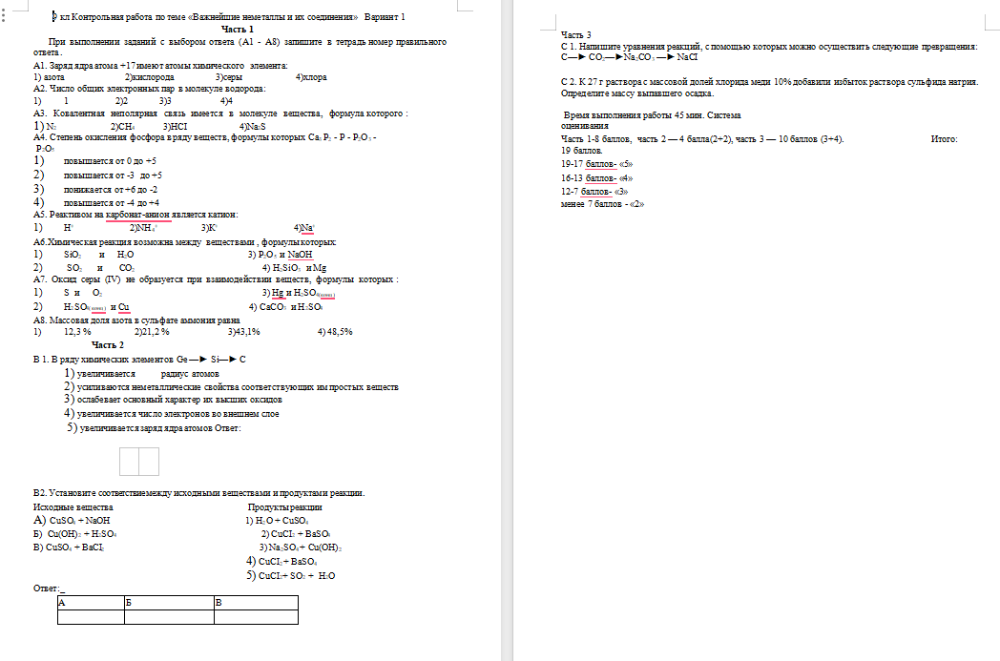 9 кл Контрольная работа по теме «Важнейшие неметаллы и их соединения» Вариант 1
Часть 1
При выполнении заданий с выбором ответа (А1 - А8) запишите в тетрадь номер правильного
ответа.
А1. Заряд ядра атома +17 имеют атомы химического элемента:
1) азота 2)кислорода 3)серы 4)хлора
А2. Число общих электронных пар в молекуле водорода:
1) 1 2)2 3)3 4)4
А3. Ковалентная неполярная связь имеется в молекуле вещества, формула которого :
1) N₂ 2)CH₄ 3)HCI 4)Na₂S
А4. Степень окисления фосфора в ряду веществ, формулы которых Ca₃ P₂ - P - P₂O₃ -
P₂O₅
1) повышается от 0 до +5
2) повышается от -3 до +5
3) понижается от +6 до -2
4) повышается от -4 до +4
А5. Реактивом на карбонат-анион является катион:
1) H⁺ 2)NH₄⁺ 3)K⁺ 4)Na⁺
А6.Химическая реакция возможна между веществами , формулы которых:
1) SiO₂ и H₂O 3) P₂O₅ и NaOH
2) SO₂ и CO₂ 4) H₂SiO₃ и Mg
А7. Оксид серы (IV) не образуется при взаимодействии веществ, формулы которых :
1) S и O₂ 3) Hg и H₂SO₄(конц)
2) H₂SO₄(конц) и Cu 4) CaCO₃ и H₂SO₄
А8. Массовая доля азота в сульфате аммония равна
1) 12,3 % 2)21,2 % 3)43,1% 4) 48,5%
Часть 2
В 1. В ряду химических элементов Ge—► Si—► C
1) увеличивается радиус атомов
2) усиливаются неметаллические свойства соответствующих им простых веществ
3) ослабевает основный характер их высших оксидов
4) увеличивается число электронов во внешнем слое
5) увеличивается заряд ядра атомов Ответ:
В2. Установите соответствие между исходными веществами и продуктами реакции.
Исходные вещества Продукты реакции
А) CuSO₄ + NaOH 1) H₂O + CuSO₄
Б) Cu(OH)₂ + H₂SO₄ 2) CuCI₂ + BaSO₄
В) CuSO₄ + BaCI₂ 3) Na₂SO₄ + Cu(OH)₂
4) CuCI₂ + BaSO₄
5) CuCI₂ + SO₂ + H₂O
Ответ:_
А Б В
Часть 3
С 1. Напишите уравнения реакций, с помощью которых можно осуществить следующие превращения:
C—► CO₂—►Na₂CO₃ —► NaCI
С 2. К 27 г раствора с массовой долей хлорида меди 10% добавили избыток раствора сульфида натрия.
Определите массу выпавшего осадка.
Время выполнения работы 45 мин. Система
оценивания
Часть 1-8 баллов, часть 2 — 4 балла(2+2), часть 3 — 10 баллов (3+4). Итого:
19 баллов.
19-17 баллов- «5»
16-13 баллов- «4»
12-7 баллов- «3»
менее 7 баллов - «2»